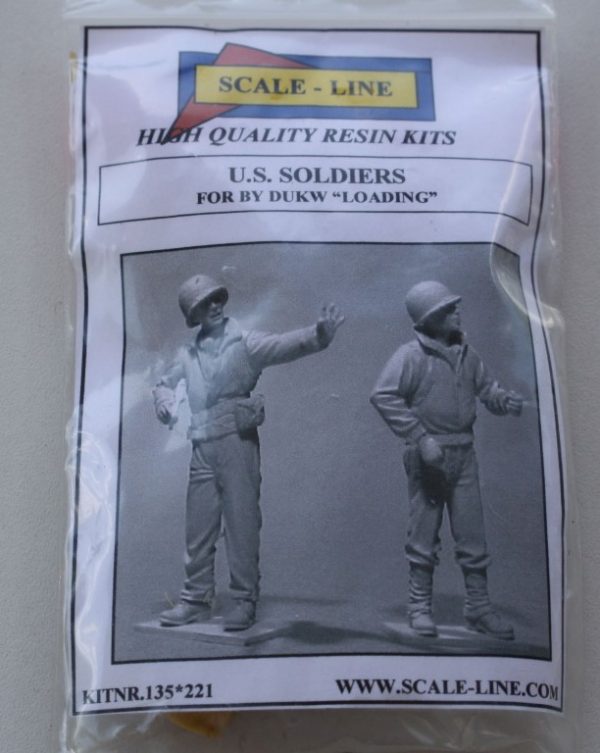 SCALE - LINE
HIGH QUALITY RESIN KITS
U.S. SOLDIERS
FOR BY DUKW "LOADING"
KITNR.135*221 WWW.SCALE-LINE.COM